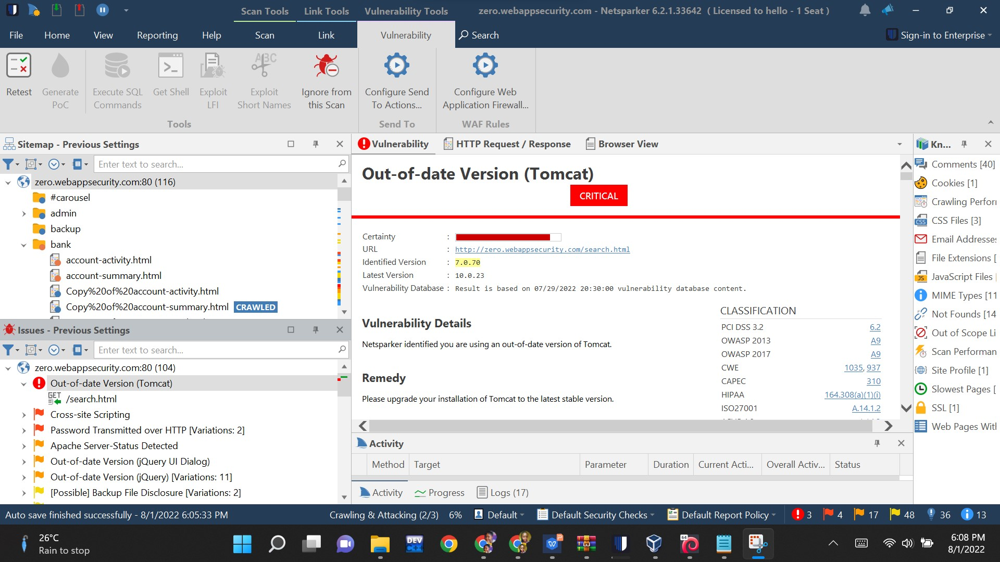 Scan Tools
Link Tools
Vulnerability Tools
zero.webappsecurity.com - Netsparker 6.2.1.33642 ( Licensed to hello - 1 Seat )
File
Home
View
Reporting
Help
Scan
Link
Vulnerability
Search
Sign-in to Enterprise
ABC
Retest
Generate PoC
Execute SQL Commands
Get Shell
Exploit LFI
Exploit Short Names
Ignore from this Scan
Configure Send To Actions...
Configure Web Application Firewall...
Tools
Send To
WAF Rules
Sitemap - Previous Settings
Enter text to search...
zero.webappsecurity.com:80 (116)
#carousel
admin
backup
bank
account-activity.html
account-summary.html
Copy%20of%20account-activity.html
Copy%20of%20account-summary.html CRAWLED
Issues - Previous Settings
Enter text to search...
zero.webappsecurity.com:80 (104)
Out-of-date Version (Tomcat)
GET /search.html
Cross-site Scripting
Password Transmitted over HTTP [Variations: 2]
Apache Server-Status Detected
Out-of-date Version (jQuery UI Dialog)
Out-of-date Version (jQuery) [Variations: 11]
[Possible] Backup File Disclosure [Variations: 2]
Vulnerability
HTTP Request / Response
Browser View
Out-of-date Version (Tomcat)
CRITICAL
Certainty :
URL : http://zero.webappsecurity.com/search.html
Identified Version : 7.0.70
Latest Version : 10.0.23
Vulnerability Database : Result is based on 07/29/2022 20:30:00 vulnerability database content.
Vulnerability Details
Netsparker identified you are using an out-of-date version of Tomcat.
Remedy
Please upgrade your installation of Tomcat to the latest stable version.
CLASSIFICATION
PCI DSS 3.2 6.2
OWASP 2013 A9
OWASP 2017 A9
CWE 1035, 937
CAPEC 310
HIPAA 164.308(a)(1)(i)
ISO27001 A.14.1.2
Activity
Method
Target
Parameter
Duration
Current Acti...
Overall Activ...
Status
Activity
Progress
Logs (17)
Kn...
Comments [40]
Cookies [1]
Crawling Perfor
CSS Files [3]
Email Addresse
File Extensions [
JavaScript Files
MIME Types [11
Not Founds [14
Out of Scope Li
Scan Performan
Site Profile [1]
Slowest Pages [
SSL [1]
Web Pages Wit
Auto save finished successfully - 8/1/2022 6:05:33 PM
Crawling & Attacking (2/3) 6%
Default
Default Security Checks
Default Report Policy
3
4
17
48
36
13
26°C
Rain to stop
DEV C++
64
6:08 PM
8/1/2022